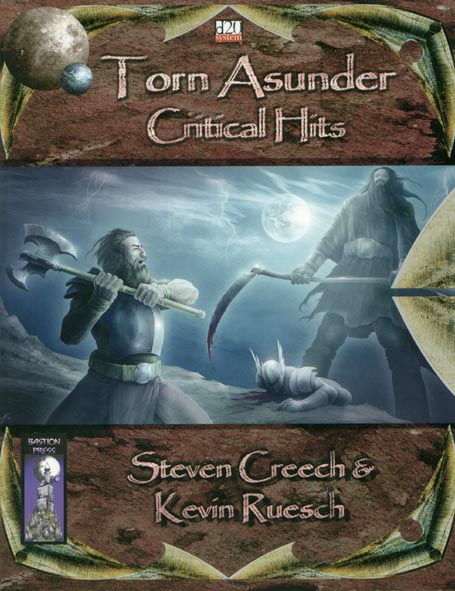 d20
system
Torn Asunder
Critical Hits
BASTION
PRESS
Steven Creech &
Kevin Ruesch